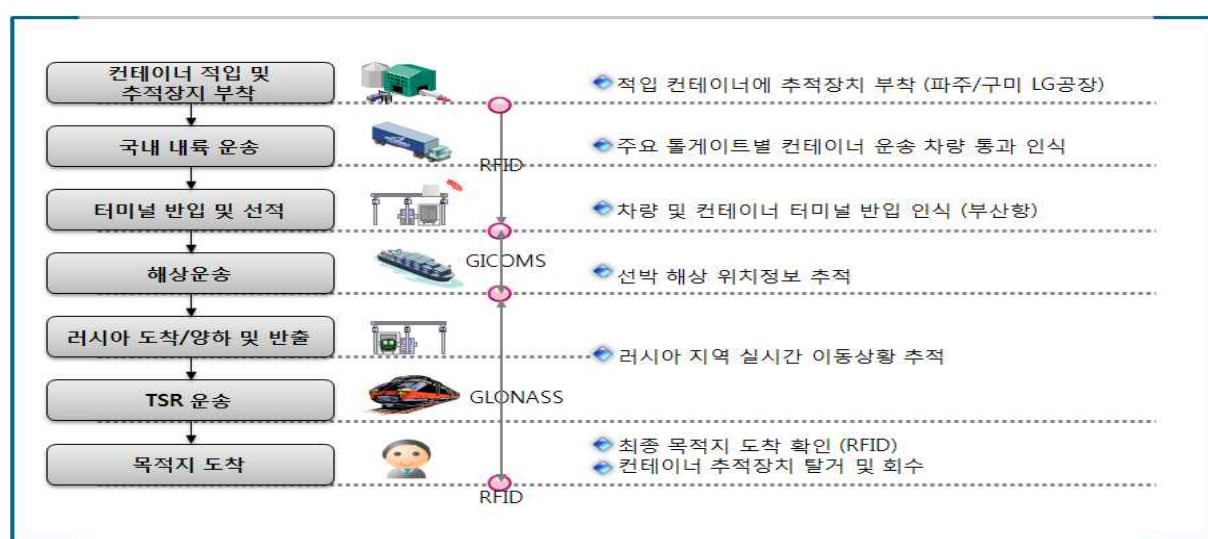 컨테이너 적입 및
추적장지 부착
적입 컨테이너에 추적장치 부착 (파주/구미 LG공장)
국내 내륙 운송
RFID
주요 톨게이트별 컨테이너 운송 차량 통과 인식
터미널 반입 및 선적
차량 및 컨테이너 터미널 반입 인식 (부산항)
해상운송
GICOMS
선박 해상 위치정보 추적
러시아 도착/양하 및 반출
러시아 지역 실시간 이동상황 추적
TSR 운송
GLONASS
목적지 도착
최종 목적지 도착 확인 (RFID)
컨테이너 추적장치 탈거 및 회수
RFID